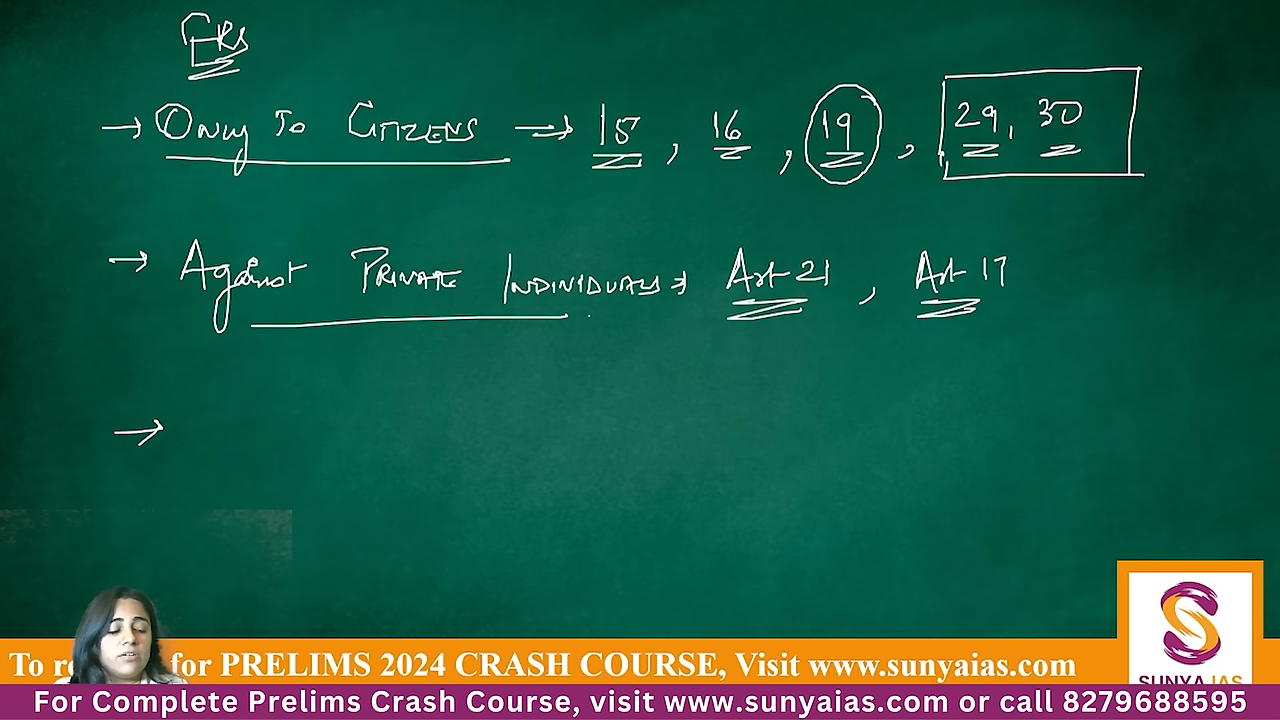 FRs
→ Only To Citizens → 15, 16, 19, 29, 30
→ Against Private Individuals → Art 21, Art 17
→
To re for PRELIMS 2024 CRASH COURSE, Visit www.sunyaias.com
SUNYA IAS
For Complete Prelims Crash Course, visit www.sunyaias.com or call 8279688595